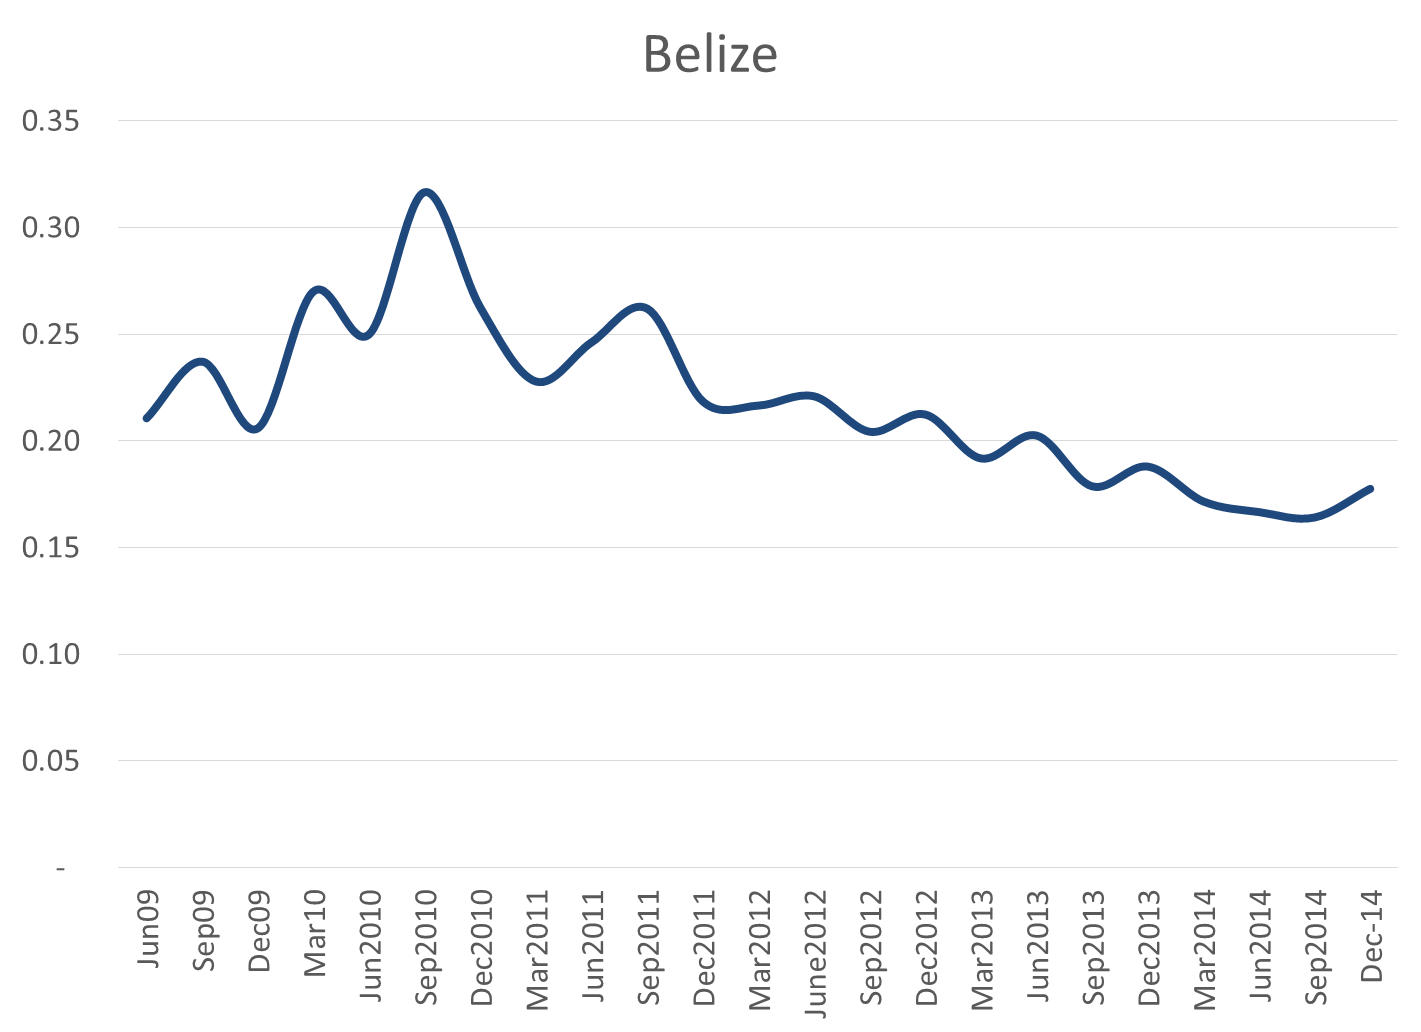 Belize
0.35
0.30
0.25
0.20
0.15
0.10
0.05
-
Jun09
Sep09
Dec09
Mar10
Jun2010
Sep2010
Dec2010
Mar2011
Jun2011
Sep2011
Dec2011
Mar2012
June2012
Sep2012
Dec2012
Mar2013
Jun2013
Sep2013
Dec2013
Mar2014
Jun2014
Sep2014
Dec-14